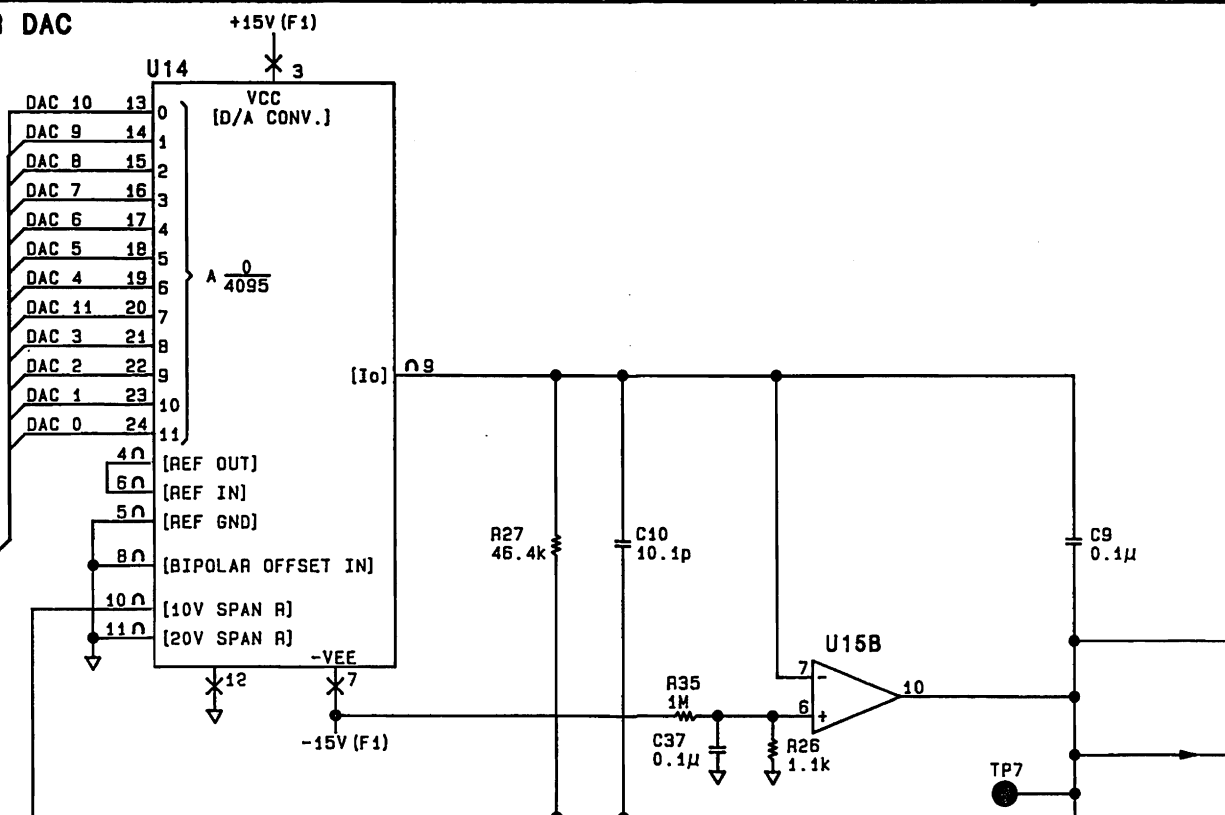 DAC
+15V(F1)
U14
3
VCC
[D/A CONV.]
DAC 10 13 0
DAC 9 14 1
DAC 8 15 2
DAC 7 16 3
DAC 6 17 4
DAC 5 18 5
DAC 4 19 6
DAC 11 20 7
DAC 3 21 8
DAC 2 22 9
DAC 1 23 10
DAC 0 24 11
A 0/4095
[Io] 9
4 [REF OUT]
6 [REF IN]
5 [REF GND]
8 [BIPOLAR OFFSET IN]
10 [10V SPAN R]
11 [20V SPAN R]
-VEE
12
7
-15V(F1)
R27
46.4k
C10
10.1p
C9
0.1µ
U15B
7 -
6 +
10
R35
1M
C37
0.1µ
R26
1.1k
TP7